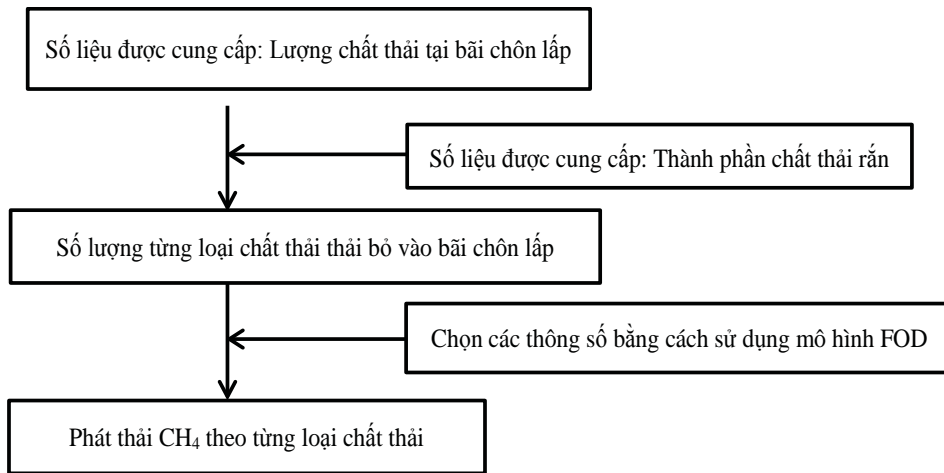 Số liệu được cung cấp: Lượng chất thải tại bãi chôn lấp
Số liệu được cung cấp: Thành phần chất thải rắn
Số lượng từng loại chất thải thải bỏ vào bãi chôn lấp
Chọn các thông số bằng cách sử dụng mô hình FOD
Phát thải CH₄ theo từng loại chất thải